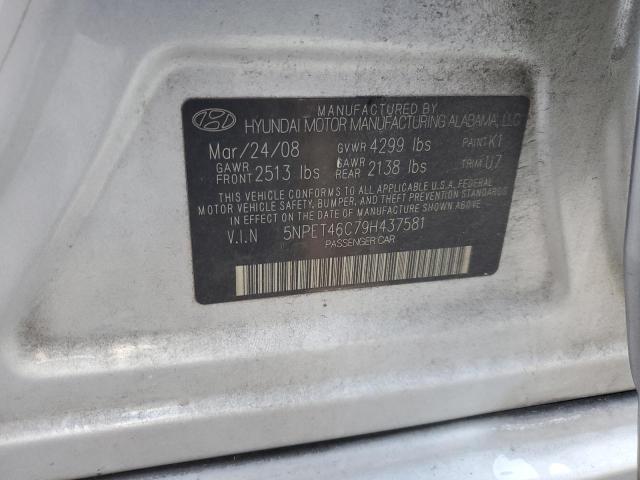 MANUFACTURED BY
HYUNDAI MOTOR MANUFACTURING ALABAMA, LLC
Mar/24/08 GVWR 4299 lbs PAINT K1
GAWR FRONT 2513 lbs GAWR REAR 2138 lbs TRIM U7
THIS VEHICLE CONFORMS TO ALL APPLICABLE U.S.A. FEDERAL
MOTOR VEHICLE SAFETY, BUMPER, AND THEFT PREVENTION STANDARDS
IN EFFECT ON THE DATE OF MANUFACTURE SHOWN ABOVE.
V.I.N 5NPET46C79H437581
PASSENGER CAR